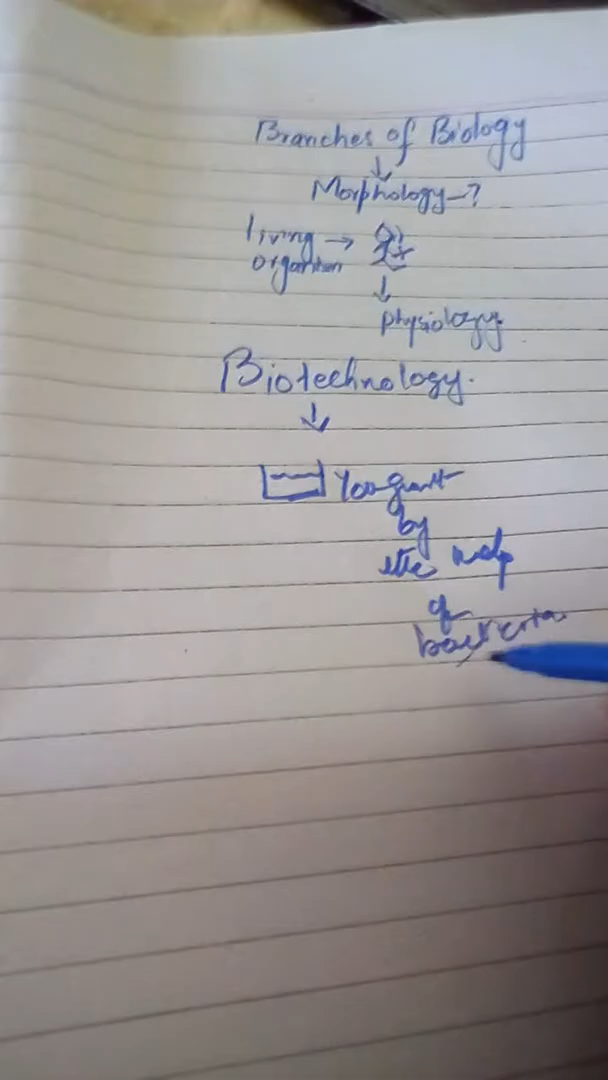 Branches of Biology
↓
Morphology-?
living →
organism
↓
physiology.
Biotechnology.
↓
Yoogurt
by
the help
of
bacteria